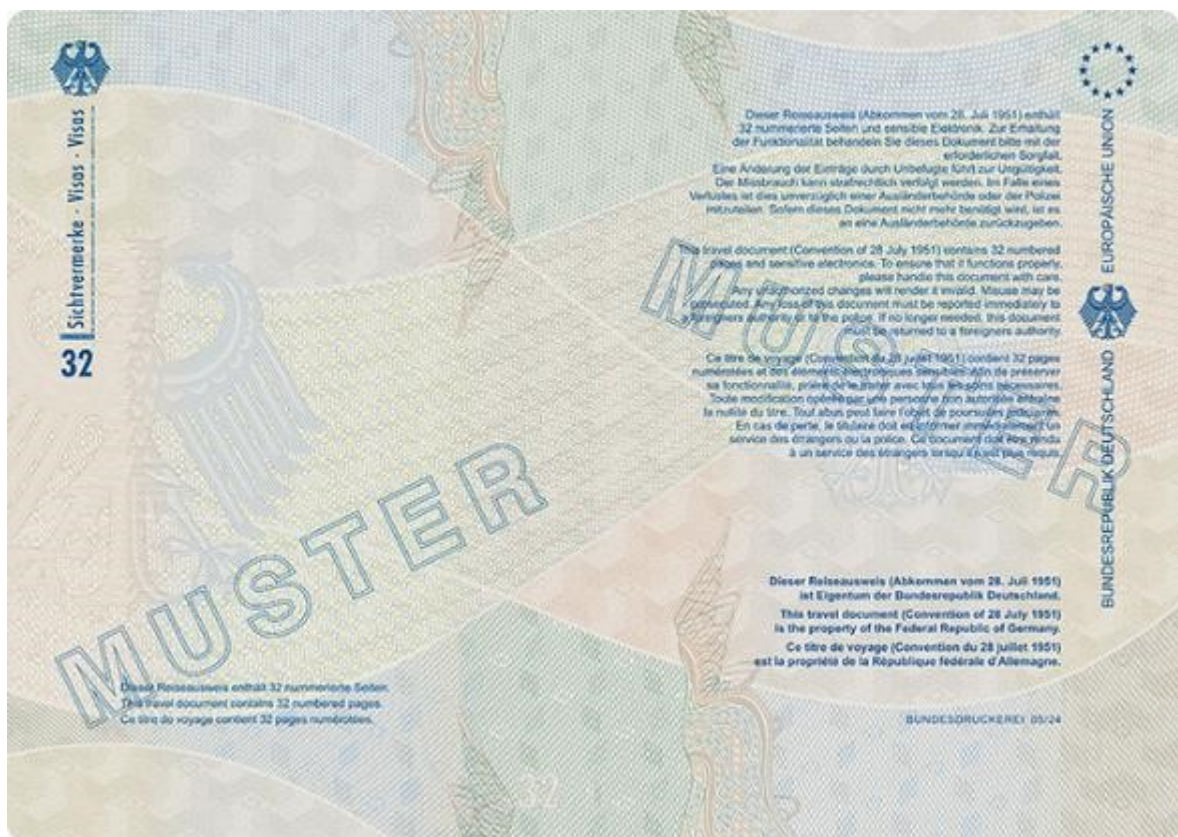 Sichtvermerke · Visas · Visas
32
MUSTER
Dieser Reiseausweis enthält 32 nummerierte Seiten.
This travel document contains 32 numbered pages.
Ce titre de voyage contient 32 pages numérotées.
32
Dieser Reiseausweis (Abkommen vom 28. Juli 1951) enthält
32 nummerierte Seiten und sensible Elektronik. Zur Erhaltung
der Funktionalität behandeln Sie dieses Dokument bitte mit der
erforderlichen Sorgfalt.
Eine Änderung der Einträge durch Unbefugte führt zur Ungültigkeit.
Der Missbrauch kann strafrechtlich verfolgt werden. Im Falle eines
Verlustes ist dies unverzüglich einer Ausländerbehörde oder der Polizei
mitzuteilen. Sofern dieses Dokument nicht mehr benötigt wird, ist es
an eine Ausländerbehörde zurückzugeben.
This travel document (Convention of 28 July 1951) contains 32 numbered
pages and sensitive electronics. To ensure that it functions properly,
please handle this document with care.
Any unauthorized changes will render it invalid. Misuse may be
prosecuted. Any loss of this document must be reported immediately to
a foreigners authority or to the police. If no longer needed, this document
must be returned to a foreigners authority.
Ce titre de voyage (Convention du 28 juillet 1951) contient 32 pages
numérotées et des éléments électroniques sensibles. Afin de préserver
sa fonctionnalité, prière de le traiter avec tous les soins nécessaires.
Toute modification opérée par une personne non autorisée entraîne
la nullité du titre. Tout abus peut faire l'objet de poursuites judiciaires.
En cas de perte, le titulaire doit en informer immédiatement un
service des étrangers ou la police. Ce document doit être rendu
à un service des étrangers lorsqu'il n'est plus requis.
MUSTER
Dieser Reiseausweis (Abkommen vom 28. Juli 1951)
ist Eigentum der Bundesrepublik Deutschland.
This travel document (Convention of 28 July 1951)
is the property of the Federal Republic of Germany.
Ce titre de voyage (Convention du 28 juillet 1951)
est la propriété de la République fédérale d'Allemagne.
BUNDESDRUCKEREI 05/24
BUNDESREPUBLIK DEUTSCHLAND
EUROPÄISCHE UNION